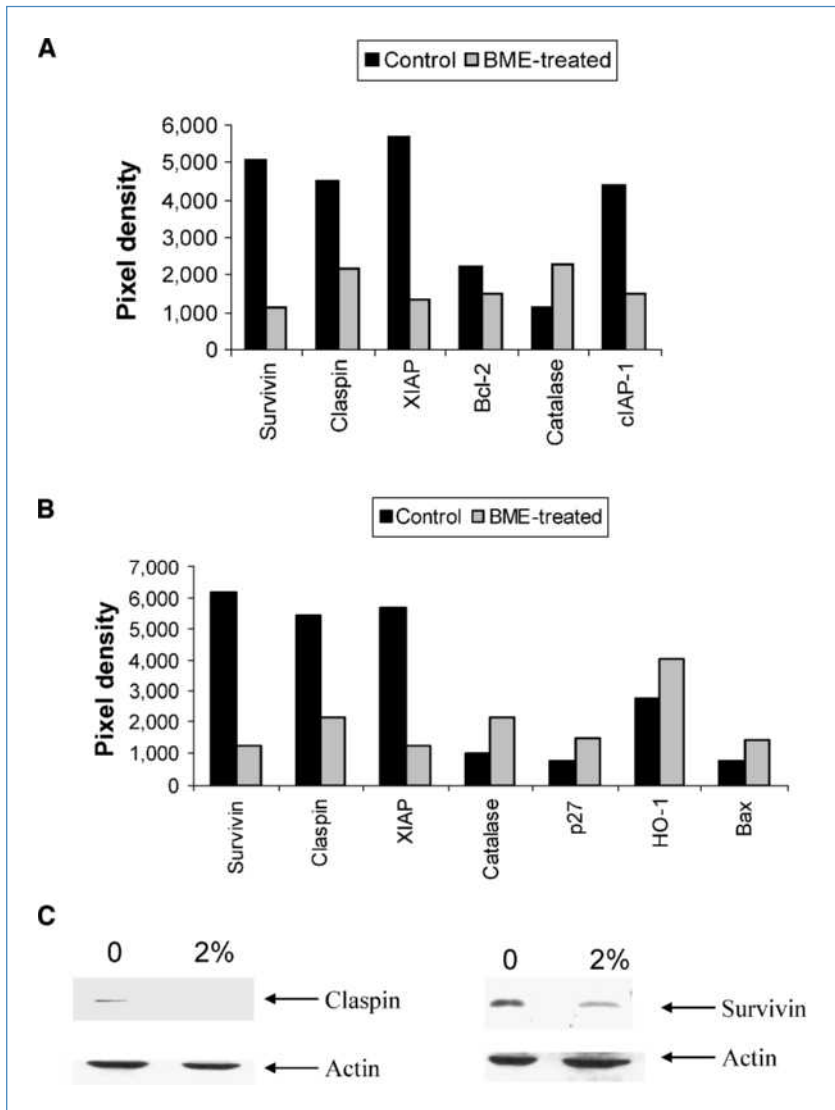 A
Control BME-treated
Pixel density
6,000
5,000
4,000
3,000
2,000
1,000
0
Survivin
Claspin
XIAP
Bcl-2
Catalase
cIAP-1
B
Control BME-treated
Pixel density
7,000
6,000
5,000
4,000
3,000
2,000
1,000
0
Survivin
Claspin
XIAP
Catalase
p27
HO-1
Bax
C
0 2%
Claspin
Actin
0 2%
Survivin
Actin